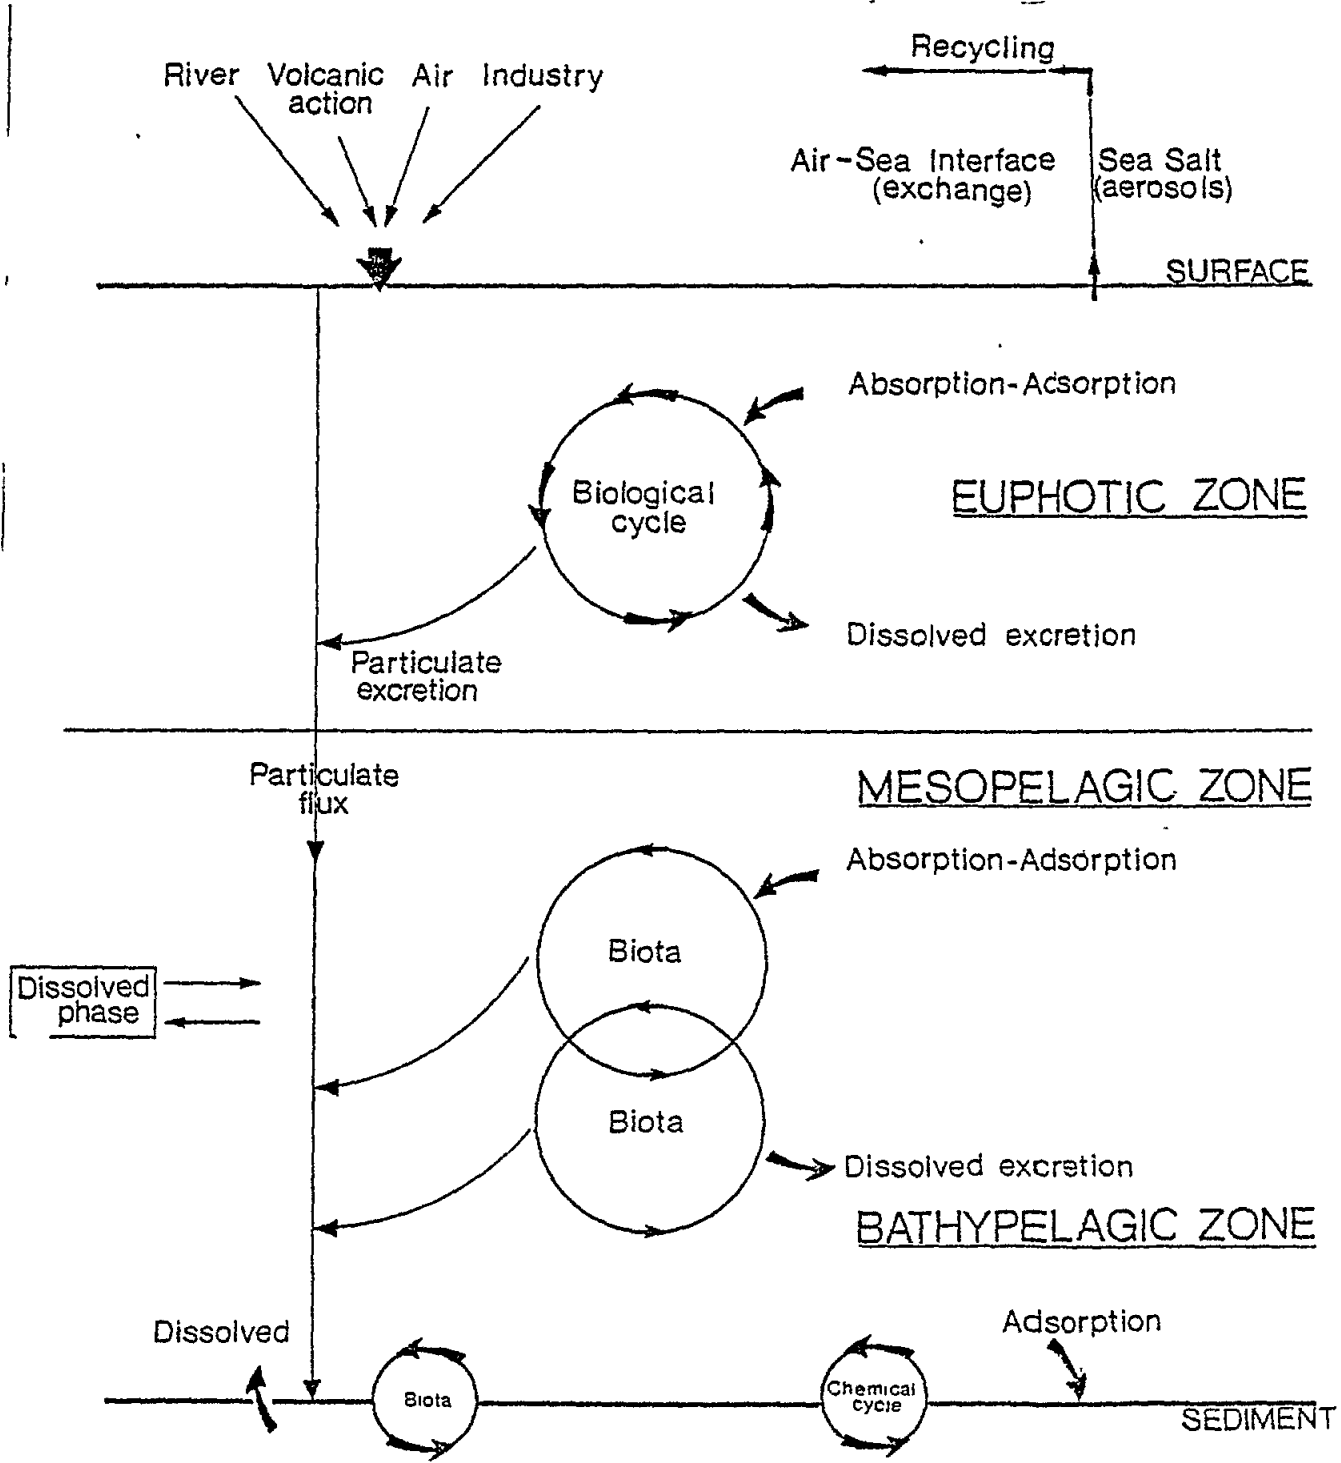 Recycling
River Volcanic Air Industry
action
Air-Sea Interface Sea Salt
(exchange) (aerosols)
SURFACE
Absorption-Adsorption
Biological
cycle
EUPHOTIC ZONE
Dissolved excretion
Particulate
excretion
Particulate
flux
MESOPELAGIC ZONE
Absorption-Adsorption
Biota
Dissolved
phase
Biota
Dissolved excretion
BATHYPELAGIC ZONE
Dissolved
Adsorption
Biota
Chemical
cycle
SEDIMENT